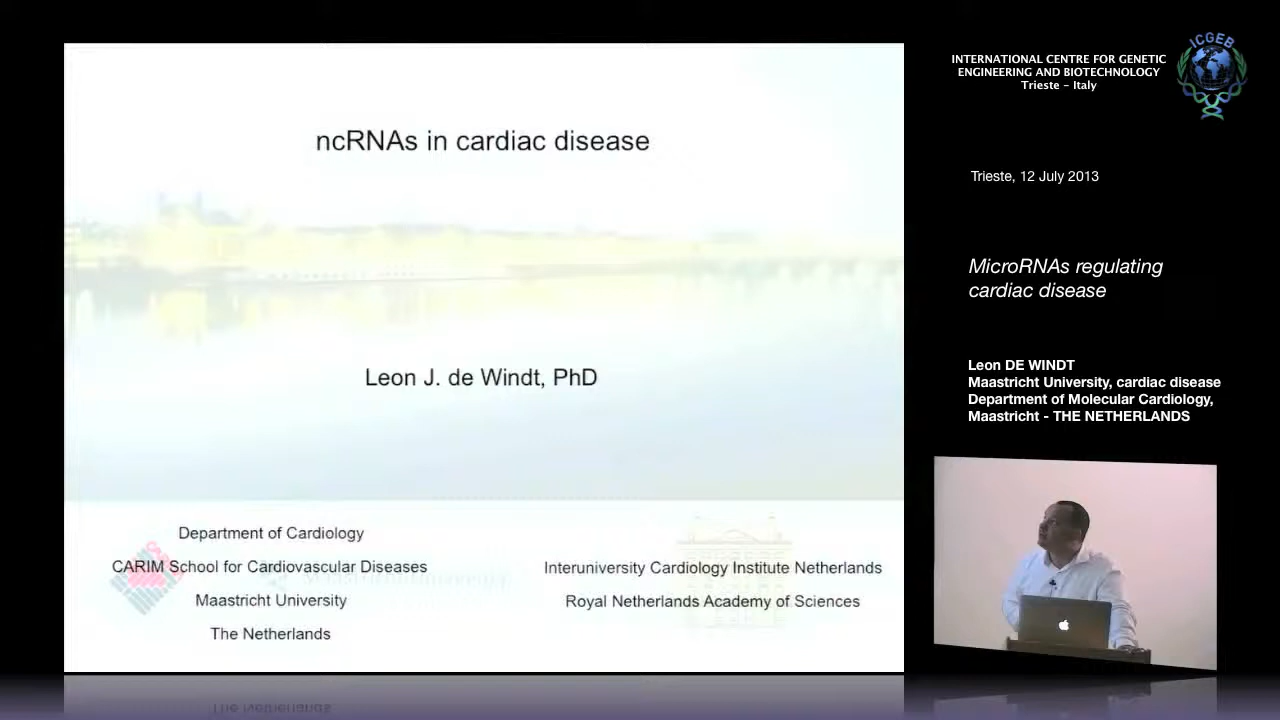 ncRNAs in cardiac disease
Leon J. de Windt, PhD
Department of Cardiology
CARIM School for Cardiovascular Diseases
Maastricht University
The Netherlands
Interuniversity Cardiology Institute Netherlands
Royal Netherlands Academy of Sciences
INTERNATIONAL CENTRE FOR GENETIC
ENGINEERING AND BIOTECHNOLOGY
Trieste - Italy
ICGEB
Trieste, 12 July 2013
MicroRNAs regulating
cardiac disease
Leon DE WINDT
Maastricht University, cardiac disease
Department of Molecular Cardiology,
Maastricht - THE NETHERLANDS